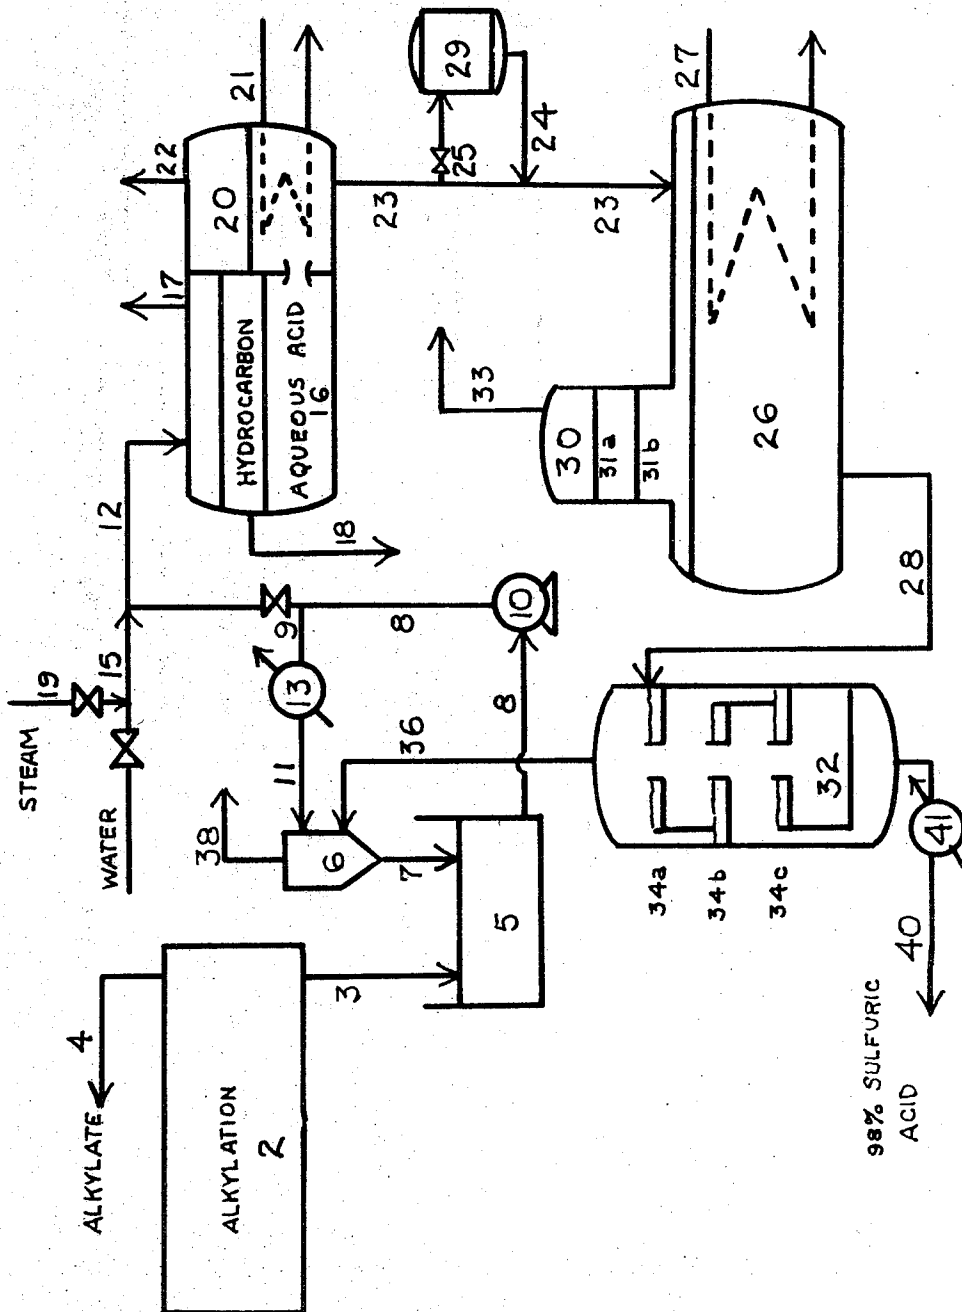 STEAM
19
WATER
15
12
17
22
21
20
HYDROCARBON
AQUEOUS ACID
16
18
23
25
29
24
23
27
26
30
31a
31b
33
28
9
8
10
8
13
11
36
38
6
7
5
3
4
ALKYLATE
ALKYLATION
2
34a
34b
34c
32
41
40
98% SULFURIC
ACID